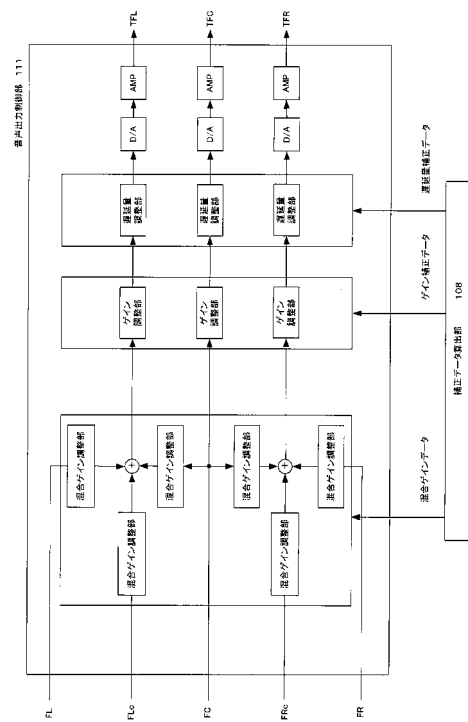 音声出力制御部 111
FL
FLc
FC
FRc
FR
混合ゲイン調整部
混合ゲイン調整部
混合ゲイン調整部
混合ゲイン調整部
混合ゲイン調整部
混合ゲイン調整部
+
+
ゲイン
調整部
ゲイン
調整部
ゲイン
調整部
遅延量
調整部
遅延量
調整部
遅延量
調整部
D/A
D/A
D/A
AMP
AMP
AMP
TFL
TFC
TFR
混合ゲインデータ
ゲイン補正データ
遅延量補正データ
補正データ算出部 108